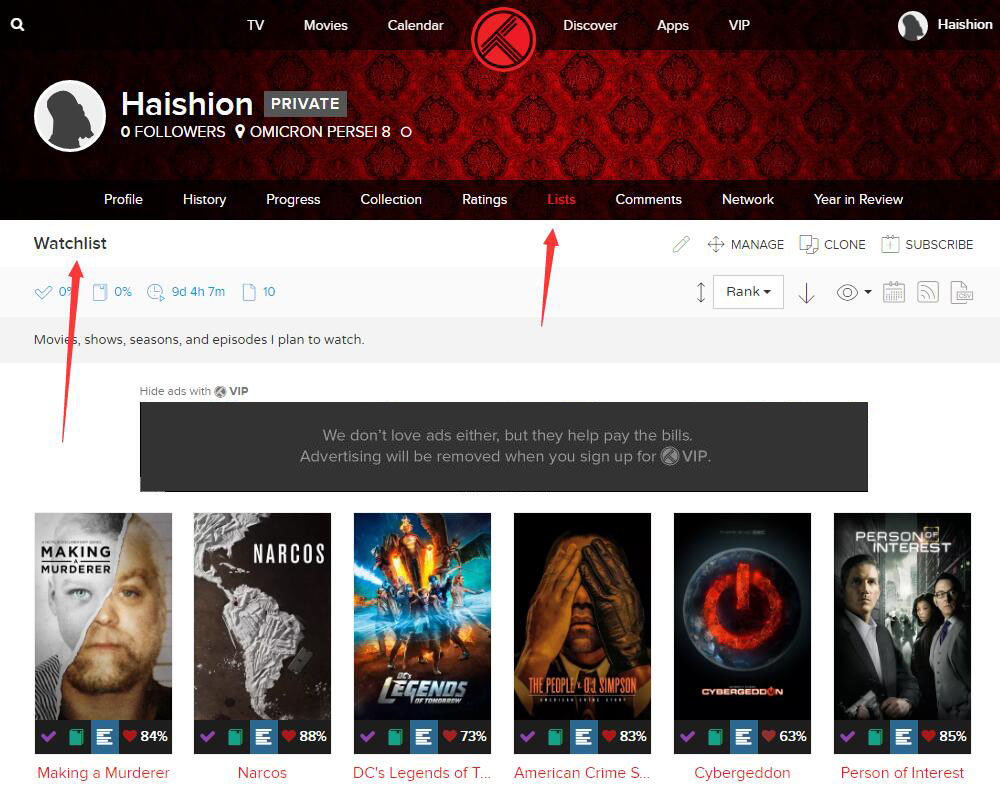 TV Movies Calendar Discover Apps VIP Haishion
Haishion PRIVATE
0 FOLLOWERS OMICRON PERSEI 8
Profile History Progress Collection Ratings Lists Comments Network Year in Review
Watchlist MANAGE CLONE SUBSCRIBE
0% 0% 9d 4h 7m 10 Rank CSV
Movies, shows, seasons, and episodes I plan to watch.
Hide ads with VIP
We don't love ads either, but they help pay the bills.
Advertising will be removed when you sign up for VIP.
MAKING
A
MURDERER
NARCOS
DC's
LEGENDS
OF TOMORROW
THE PEOPLE v. O.J. SIMPSON
AMERICAN CRIME STORY
CYBERGEDDON
PERSON OF
INTEREST
84% 88% 73% 83% 63% 85%
Making a Murderer Narcos DC's Legends of T... American Crime S... Cybergeddon Person of Interest